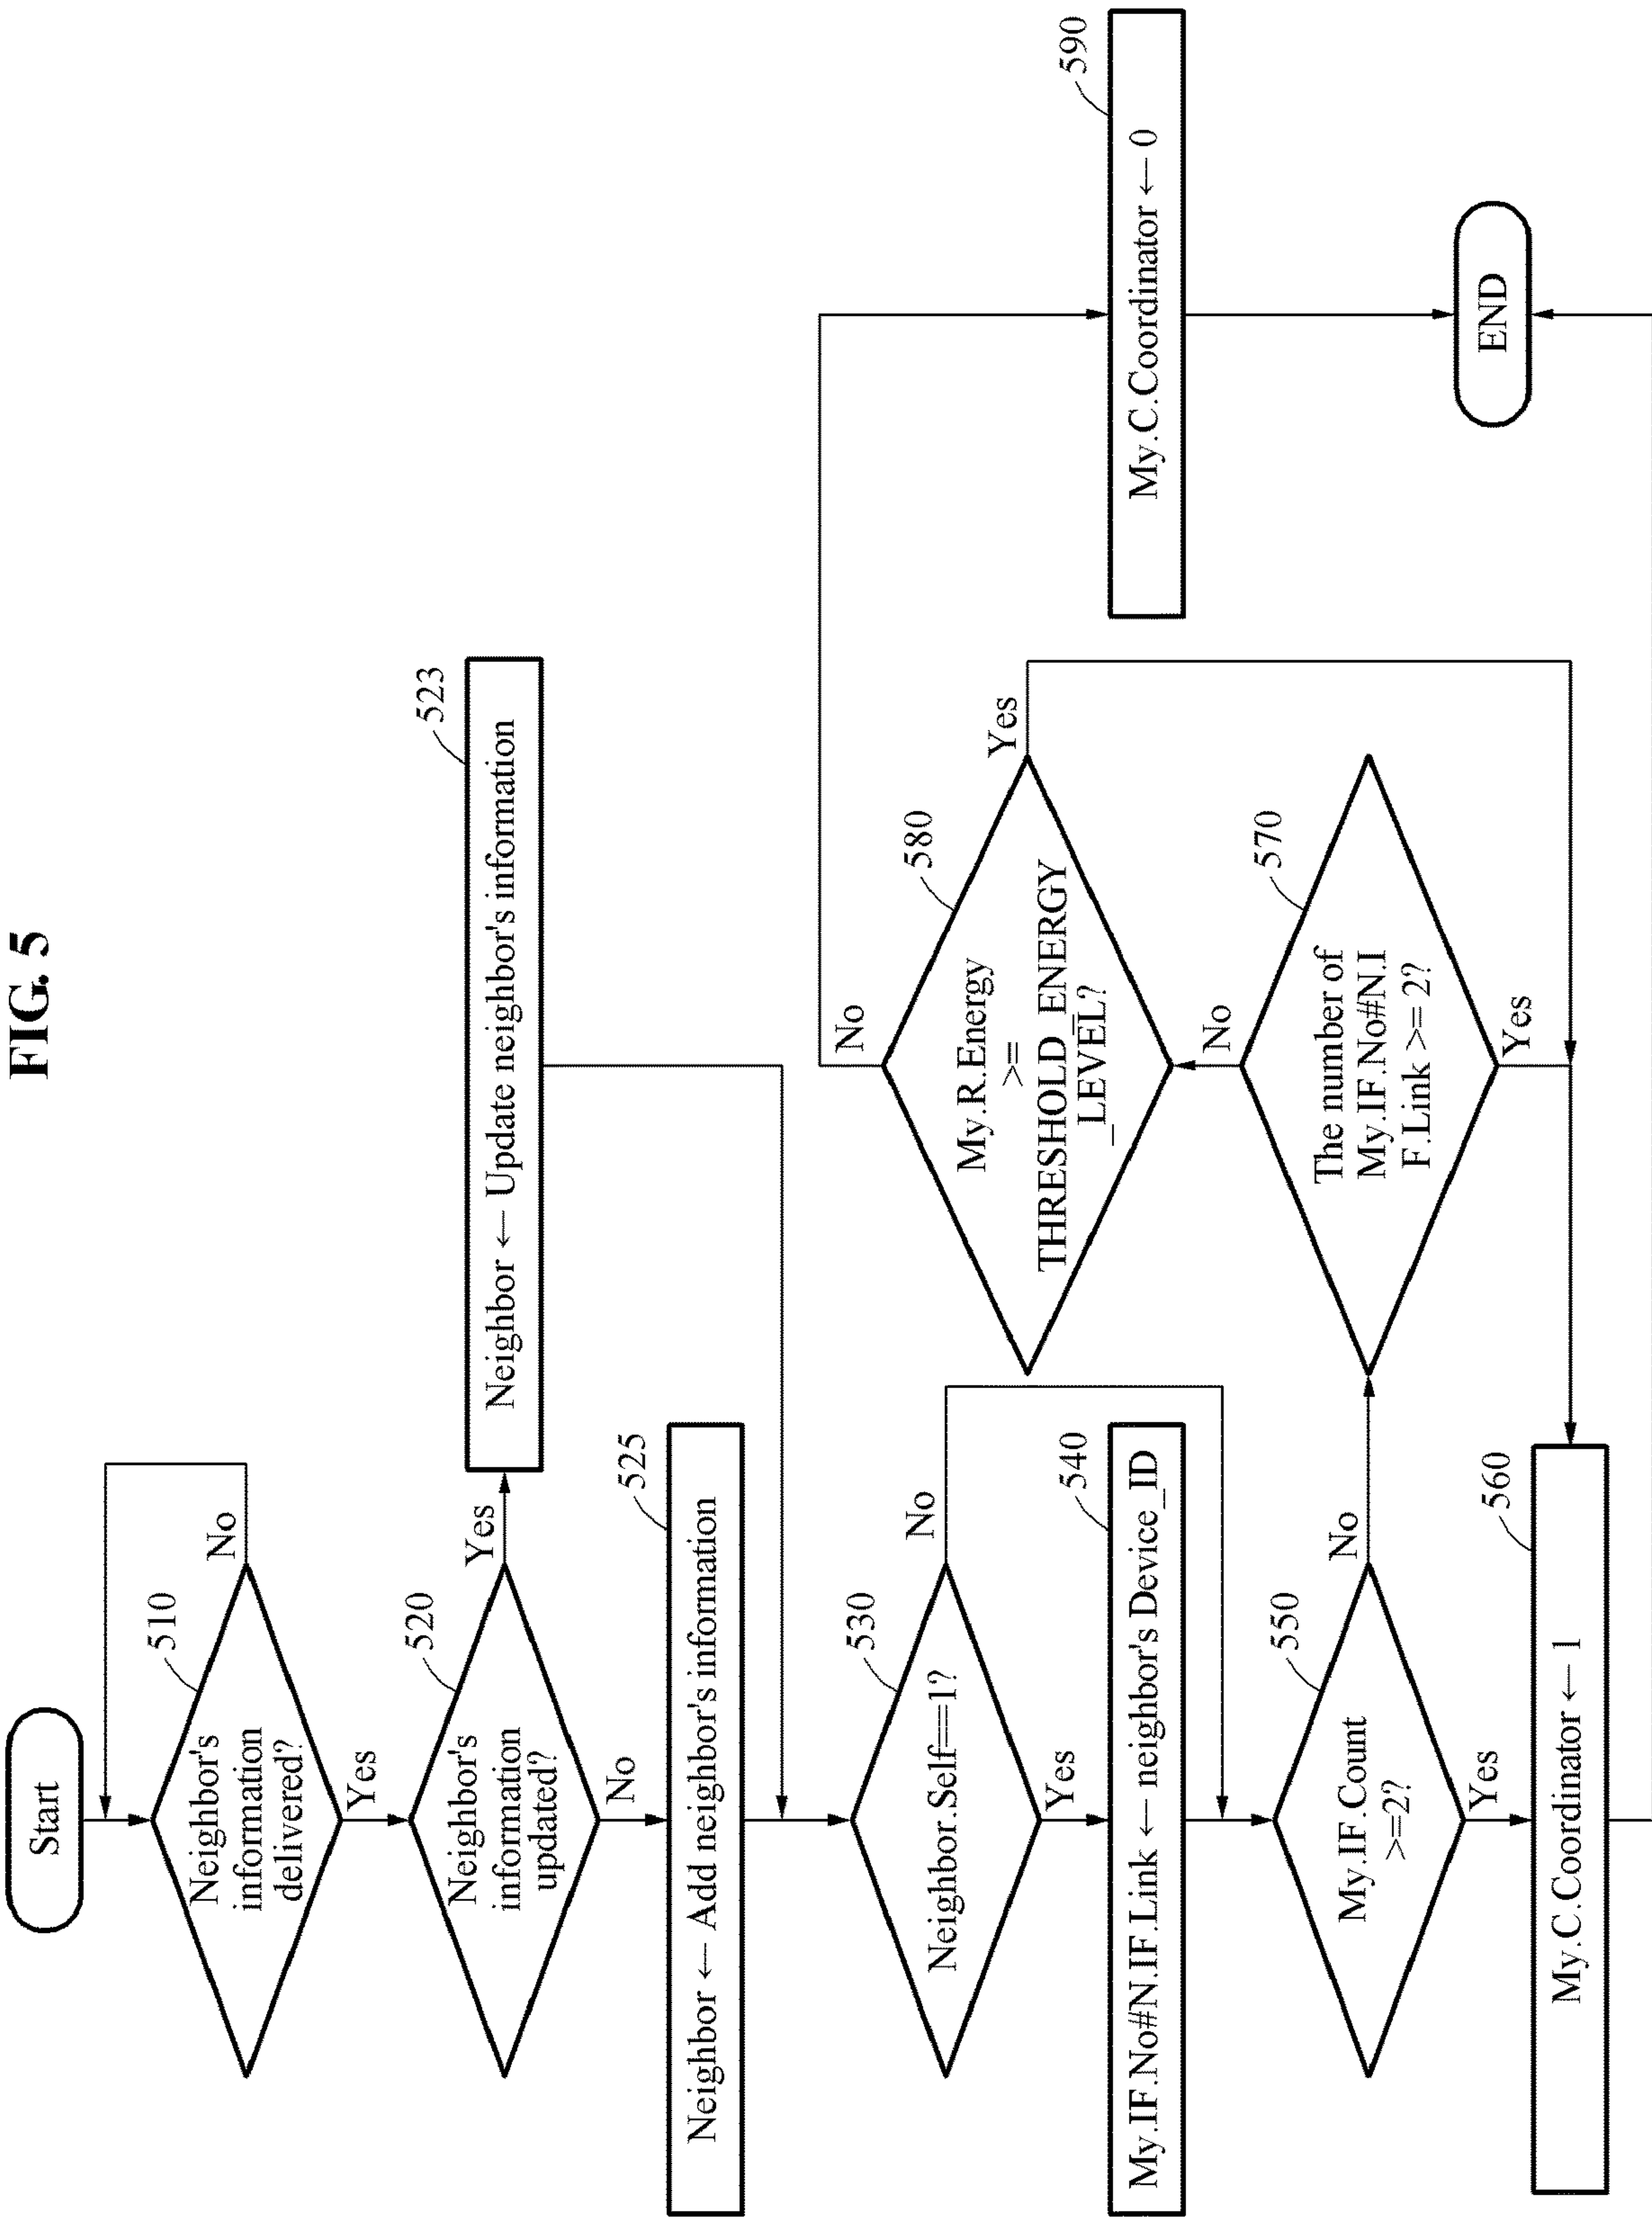 FIG. 5
Start
510
Neighbor's
information
delivered?
No
Yes
520
Neighbor's
information
updated?
Yes
523
Neighbor ← Update neighbor's information
No
525
Neighbor ← Add neighbor's information
530
Neighbor.Self==1?
No
Yes
540
My.IF.No#N.IF.Link ← neighbor's Device_ID
550
My.IF.Count
>=2?
No
Yes
560
My.C.Coordinator ← 1
570
The number of
My.IF.No#N.I
F.Link >= 2?
Yes
No
580
My.R.Energy
>=
THRESHOLD_ENERGY
_LEVEL?
Yes
No
590
My.C.Coordinator ← 0
END